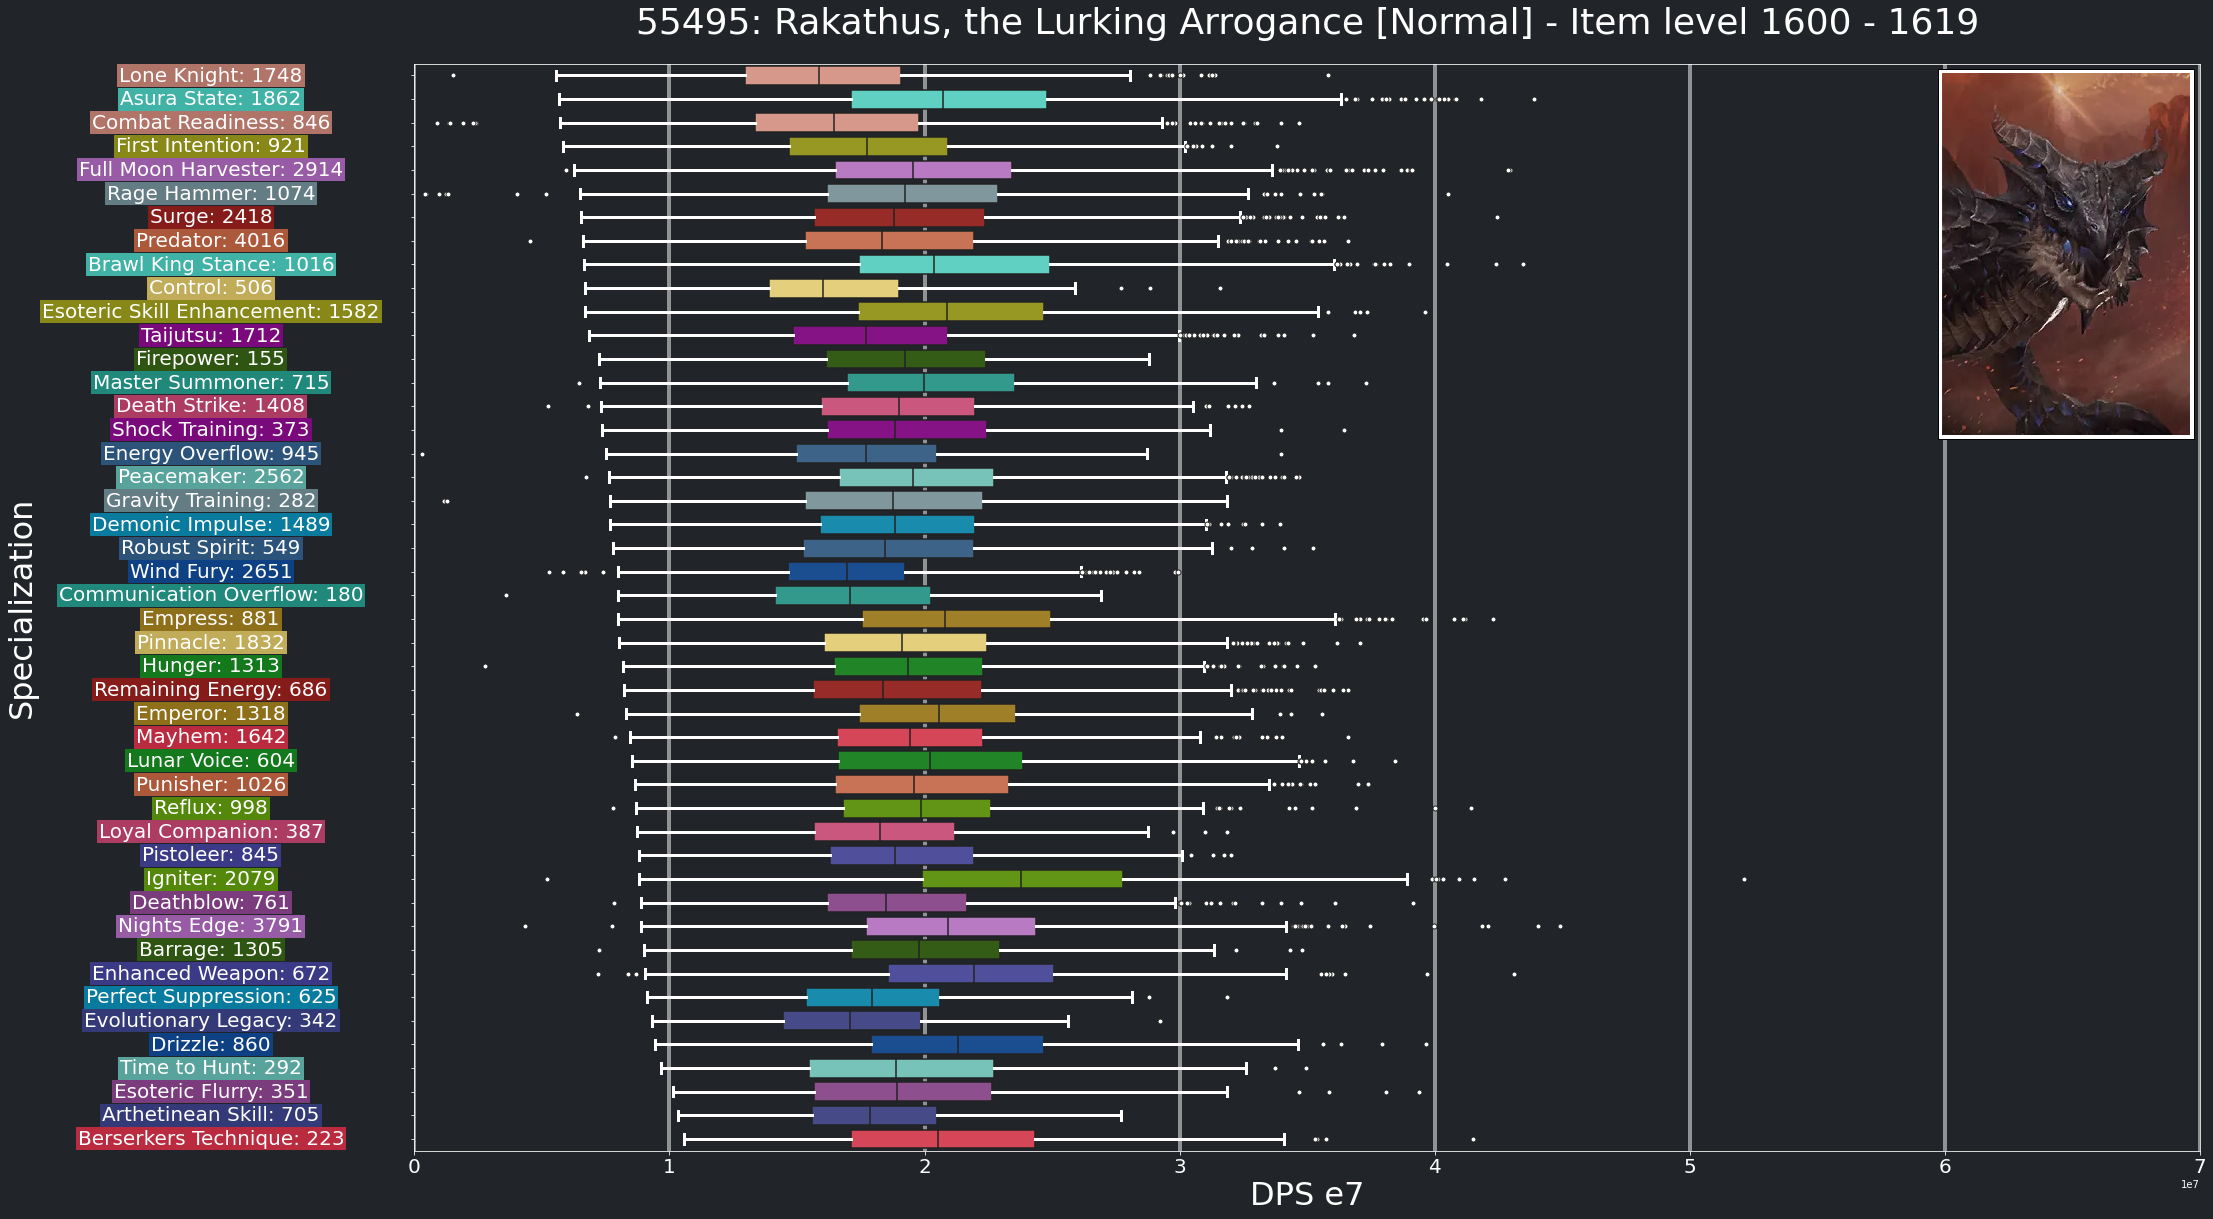 55495: Rakathus, the Lurking Arrogance [Normal] - Item level 1600 - 1619
Specialization
Lone Knight: 1748
Asura State: 1862
Combat Readiness: 846
First Intention: 921
Full Moon Harvester: 2914
Rage Hammer: 1074
Surge: 2418
Predator: 4016
Brawl King Stance: 1016
Control: 506
Esoteric Skill Enhancement: 1582
Taijutsu: 1712
Firepower: 155
Master Summoner: 715
Death Strike: 1408
Shock Training: 373
Energy Overflow: 945
Peacemaker: 2562
Gravity Training: 282
Demonic Impulse: 1489
Robust Spirit: 549
Wind Fury: 2651
Communication Overflow: 180
Empress: 881
Pinnacle: 1832
Hunger: 1313
Remaining Energy: 686
Emperor: 1318
Mayhem: 1642
Lunar Voice: 604
Punisher: 1026
Reflux: 998
Loyal Companion: 387
Pistoleer: 845
Igniter: 2079
Deathblow: 761
Nights Edge: 3791
Barrage: 1305
Enhanced Weapon: 672
Perfect Suppression: 625
Evolutionary Legacy: 342
Drizzle: 860
Time to Hunt: 292
Esoteric Flurry: 351
Arthetinean Skill: 705
Berserkers Technique: 223
0 1 2 3 4 5 6 7
1e7
DPS e7